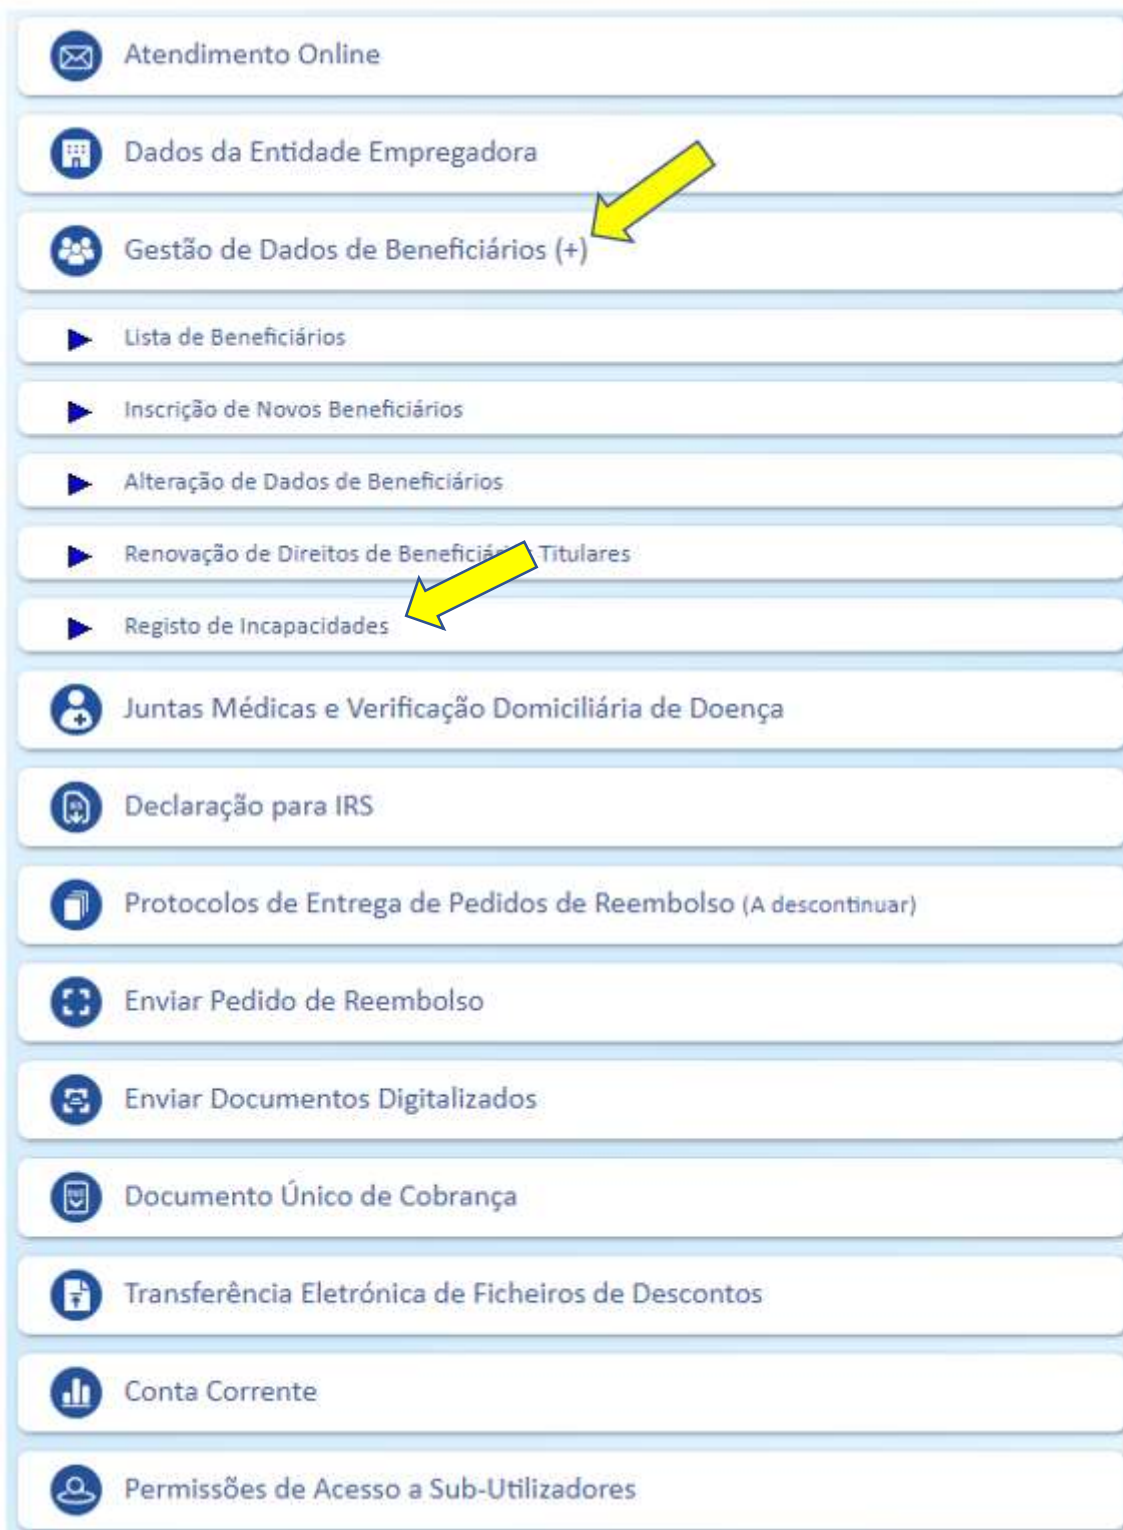 Atendimento Online
Dados da Entidade Empregadora
Gestão de Dados de Beneficiários (+)
Lista de Beneficiários
Inscrição de Novos Beneficiários
Alteração de Dados de Beneficiários
Renovação de Direitos de Beneficiários Titulares
Registo de Incapacidades
Juntas Médicas e Verificação Domiciliária de Doença
Declaração para IRS
Protocolos de Entrega de Pedidos de Reembolso (A descontinuar)
Enviar Pedido de Reembolso
Enviar Documentos Digitalizados
Documento Único de Cobrança
Transferência Eletrónica de Ficheiros de Descontos
Conta Corrente
Permissões de Acesso a Sub-Utilizadores